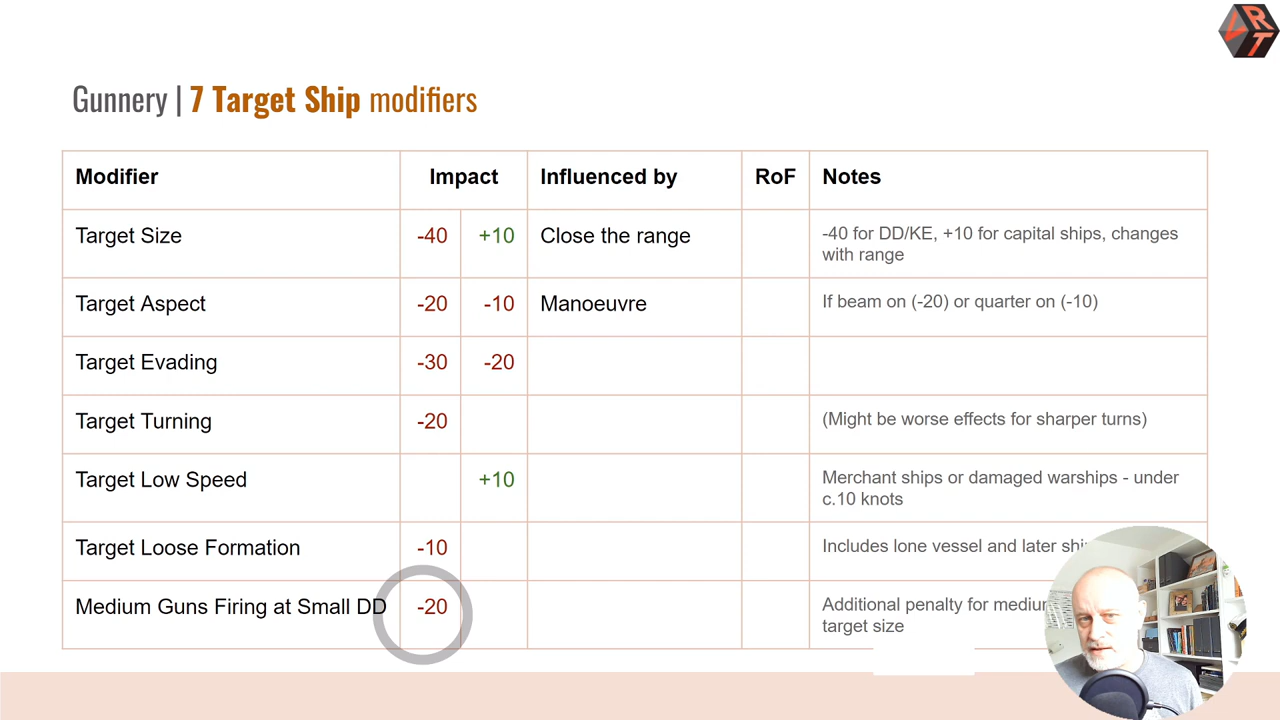 VRT
Gunnery | 7 Target Ship modifiers
Modifier Impact Influenced by RoF Notes
Target Size -40 +10 Close the range -40 for DD/KE, +10 for capital ships, changes
with range
Target Aspect -20 -10 Manoeuvre If beam on (-20) or quarter on (-10)
Target Evading -30 -20
Target Turning -20 (Might be worse effects for sharper turns)
Target Low Speed +10 Merchant ships or damaged warships - under
c.10 knots
Target Loose Formation -10 Includes lone vessel and later
Medium Guns Firing at Small DD -20 Additional penalty for
target size